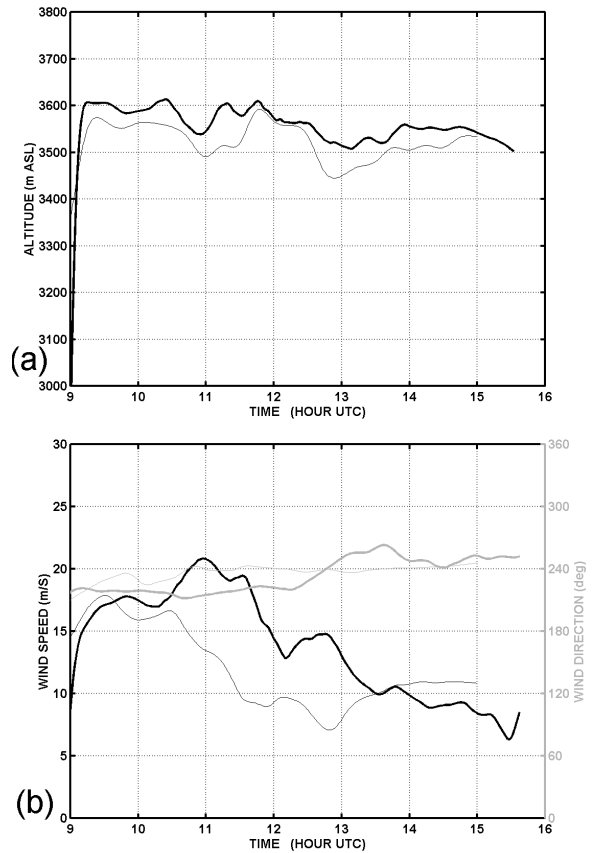 3800
3700
3600
3500
3400
3300
3200
3100
3000
ALTITUDE (m ASL)
(a)
9 10 11 12 13 14 15 16
TIME (HOUR UTC)
30 360
25 300
20 240
15 180
10 120
5 60
0 0
WIND SPEED (m/S)
WIND DIRECTION (deg)
(b)
9 10 11 12 13 14 15 16
TIME (HOUR UTC)